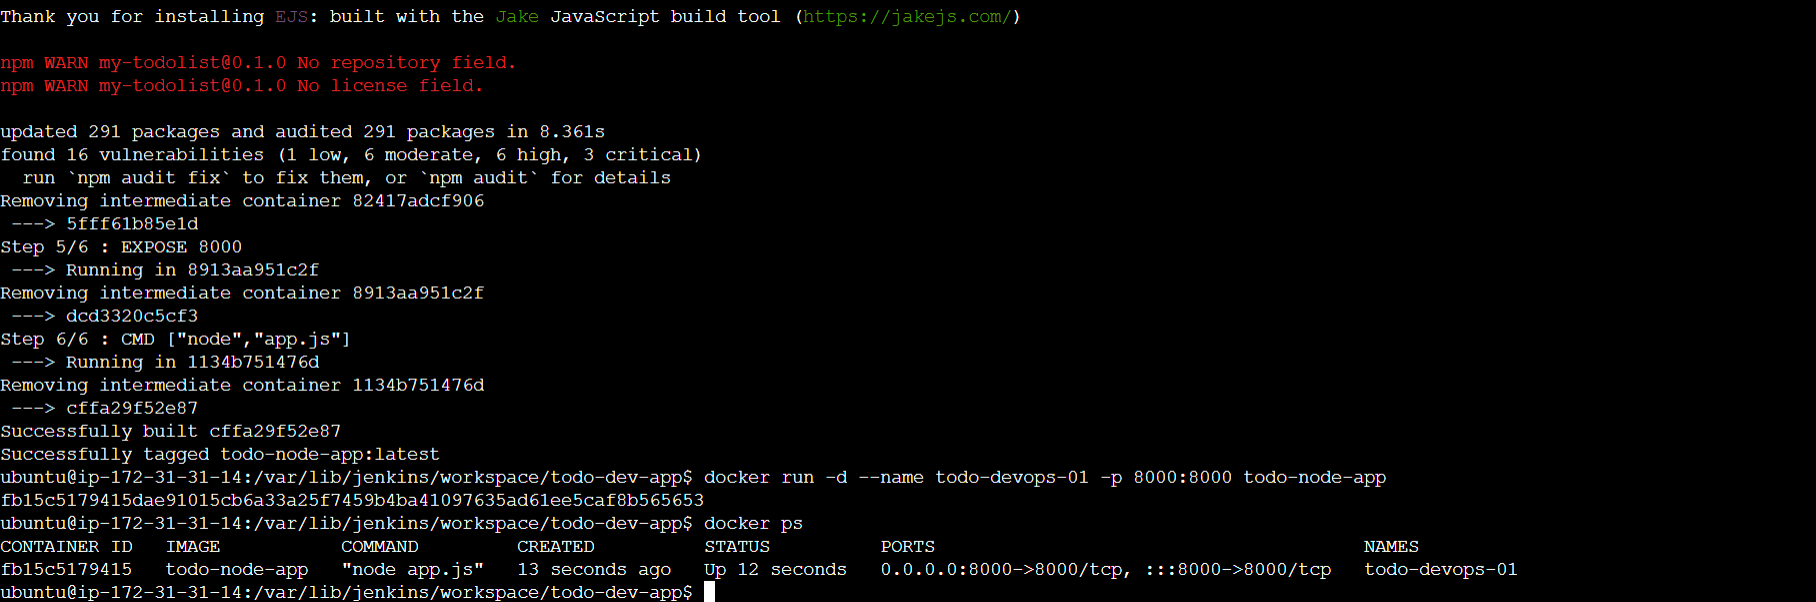 Thank you for installing EJS: built with the Jake JavaScript build tool (https://jakejs.com/)
npm WARN my-todolist@0.1.0 No repository field.
npm WARN my-todolist@0.1.0 No license field.
updated 291 packages and audited 291 packages in 8.361s
found 16 vulnerabilities (1 low, 6 moderate, 6 high, 3 critical)
  run `npm audit fix` to fix them, or `npm audit` for details
Removing intermediate container 82417adcf906
 ---> 5fff61b85e1d
Step 5/6 : EXPOSE 8000
 ---> Running in 8913aa951c2f
Removing intermediate container 8913aa951c2f
 ---> dcd3320c5cf3
Step 6/6 : CMD ["node","app.js"]
 ---> Running in 1134b751476d
Removing intermediate container 1134b751476d
 ---> cffa29f52e87
Successfully built cffa29f52e87
Successfully tagged todo-node-app:latest
ubuntu@ip-172-31-31-14:/var/lib/jenkins/workspace/todo-dev-app$ docker run -d --name todo-devops-01 -p 8000:8000 todo-node-app
fb15c5179415dae91015cb6a33a25f7459b4ba41097635ad61ee5caf8b565653
ubuntu@ip-172-31-31-14:/var/lib/jenkins/workspace/todo-dev-app$ docker ps
CONTAINER ID   IMAGE           COMMAND         CREATED          STATUS          PORTS                                       NAMES
fb15c5179415   todo-node-app   "node app.js"   13 seconds ago   Up 12 seconds   0.0.0.0:8000->8000/tcp, :::8000->8000/tcp   todo-devops-01
ubuntu@ip-172-31-31-14:/var/lib/jenkins/workspace/todo-dev-app$